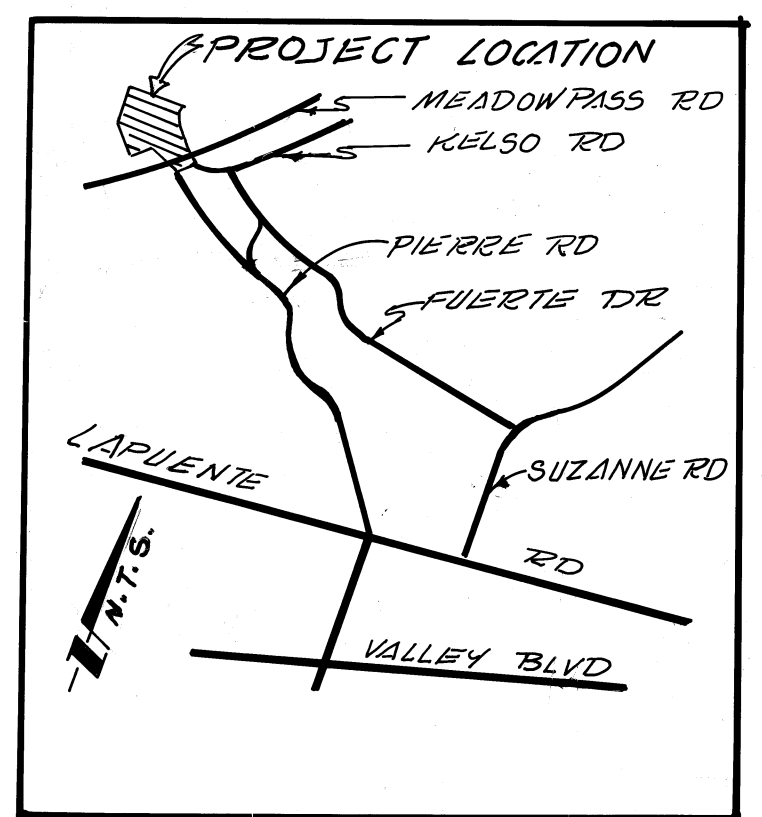 PROJECT LOCATION
MEADOWPASS RD
KELSO RD
PIERRE RD
FUERTE DR
LAPUENTE RD
SUZANNE RD
N.T.S.
VALLEY BLVD